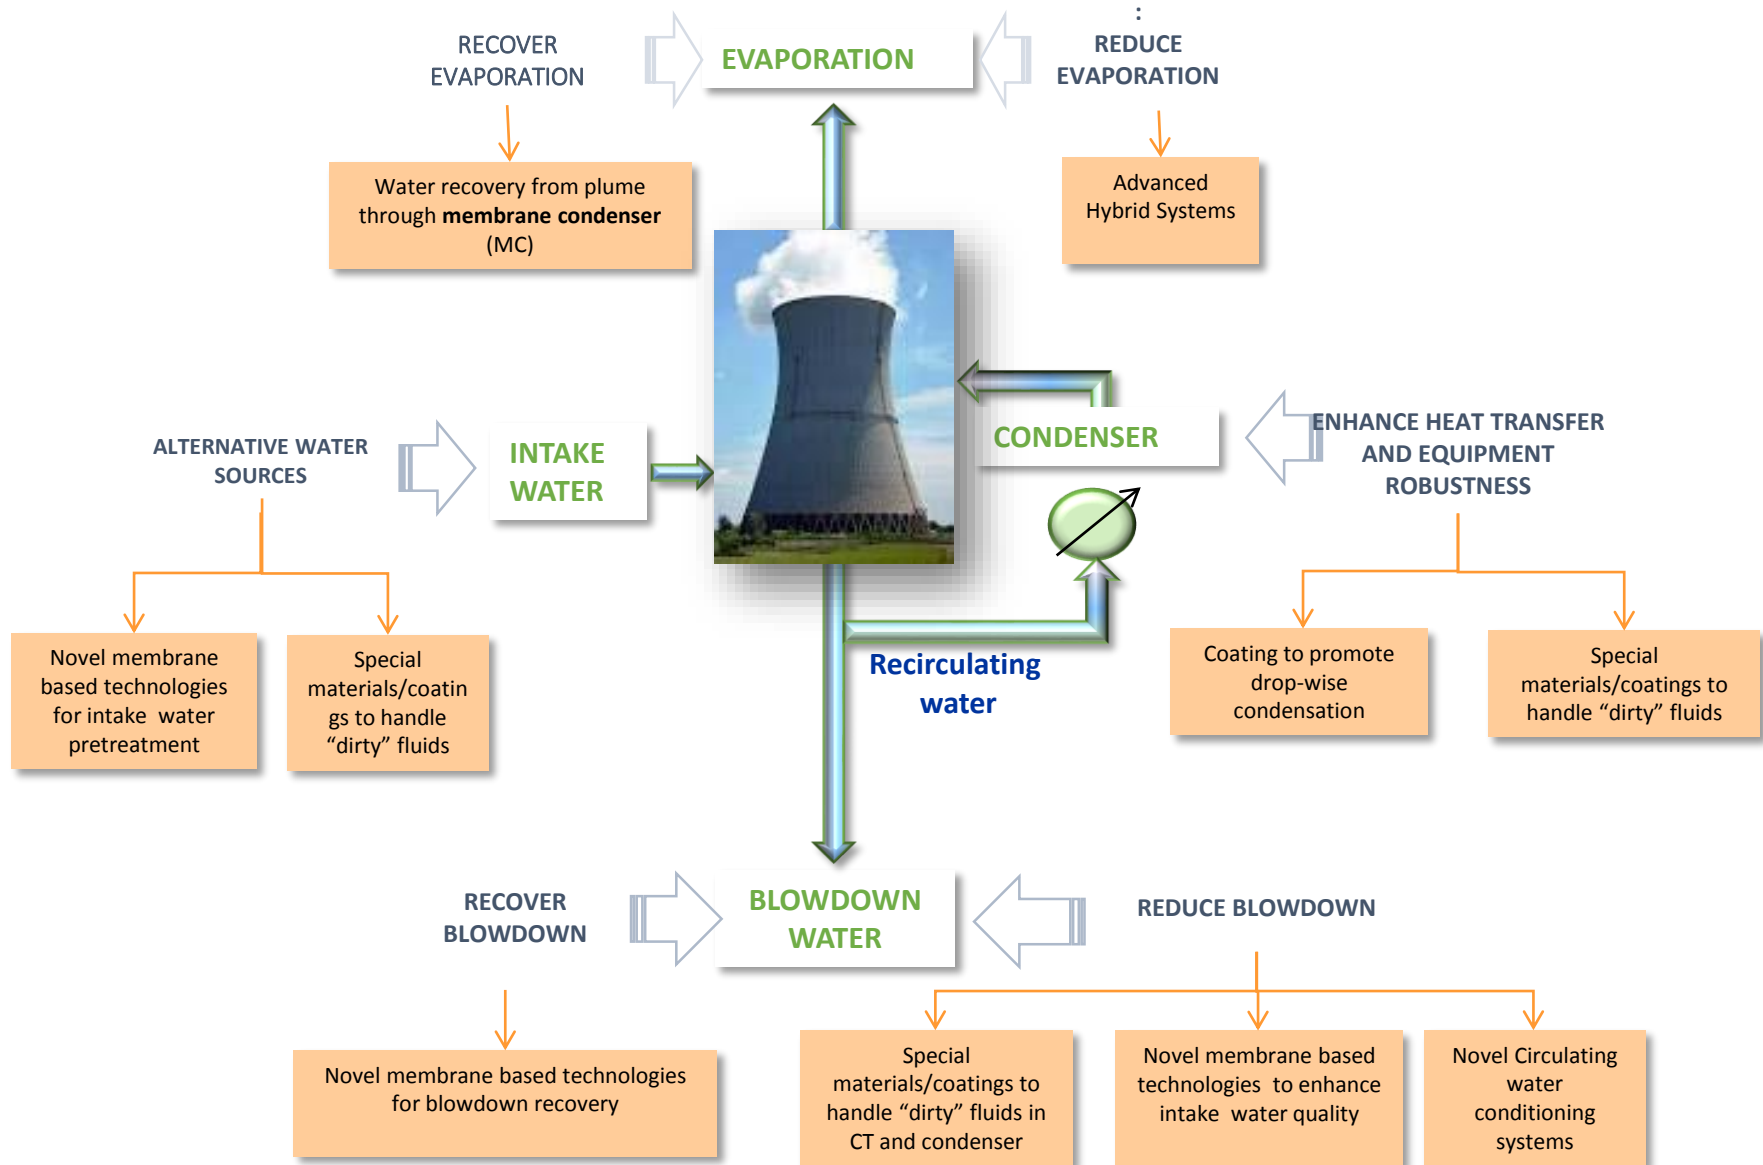 :
RECOVER
EVAPORATION
EVAPORATION
REDUCE
EVAPORATION
Water recovery from plume
through membrane condenser
(MC)
Advanced
Hybrid Systems
ALTERNATIVE WATER
SOURCES
INTAKE
WATER
CONDENSER
ENHANCE HEAT TRANSFER
AND EQUIPMENT
ROBUSTNESS
Novel membrane
based technologies
for intake water
pretreatment
Special
materials/coatin
gs to handle
“dirty” fluids
Recirculating
water
Coating to promote
drop-wise
condensation
Special
materials/coatings to
handle “dirty” fluids
RECOVER
BLOWDOWN
BLOWDOWN
WATER
REDUCE BLOWDOWN
Novel membrane based technologies
for blowdown recovery
Special
materials/coatings to
handle “dirty” fluids in
CT and condenser
Novel membrane based
technologies to enhance
intake water quality
Novel Circulating
water
conditioning
systems